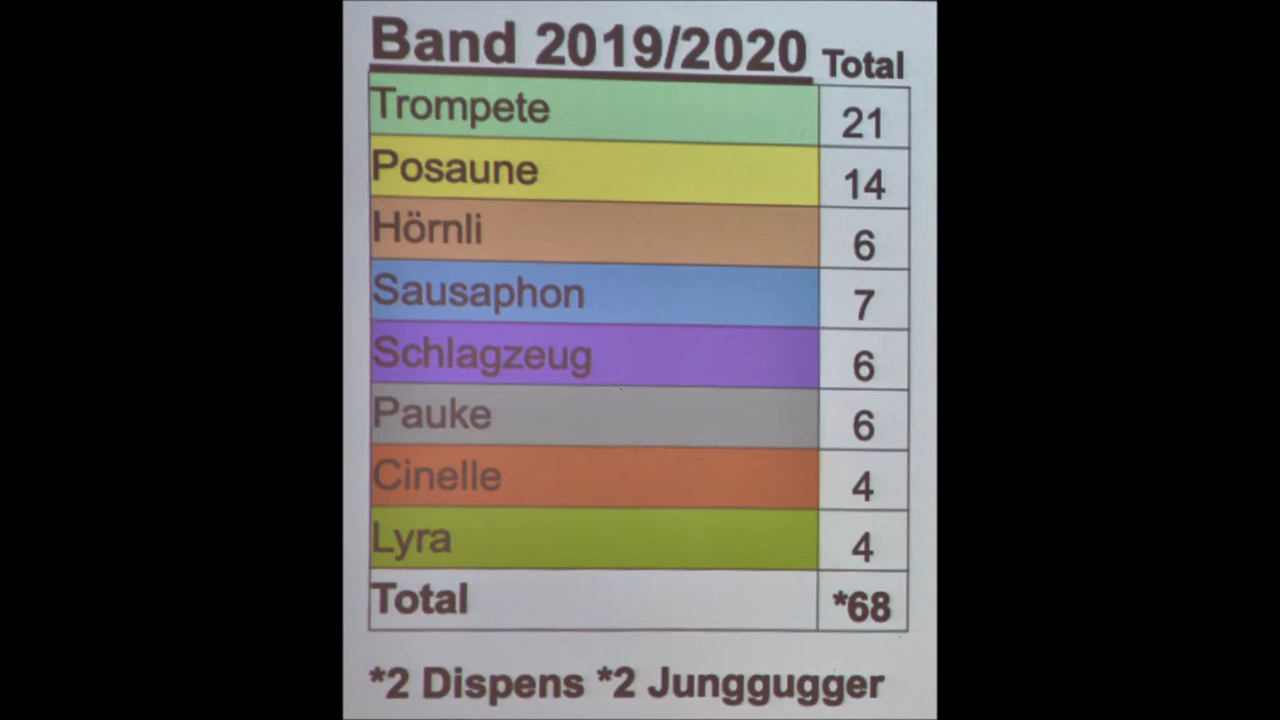 Band 2019/2020 Total
Trompete 21
Posaune 14
Hörnli 6
Sausaphon 7
Schlagzeug 6
Pauke 6
Cinelle 4
Lyra 4
Total *68
*2 Dispens *2 Junggugger